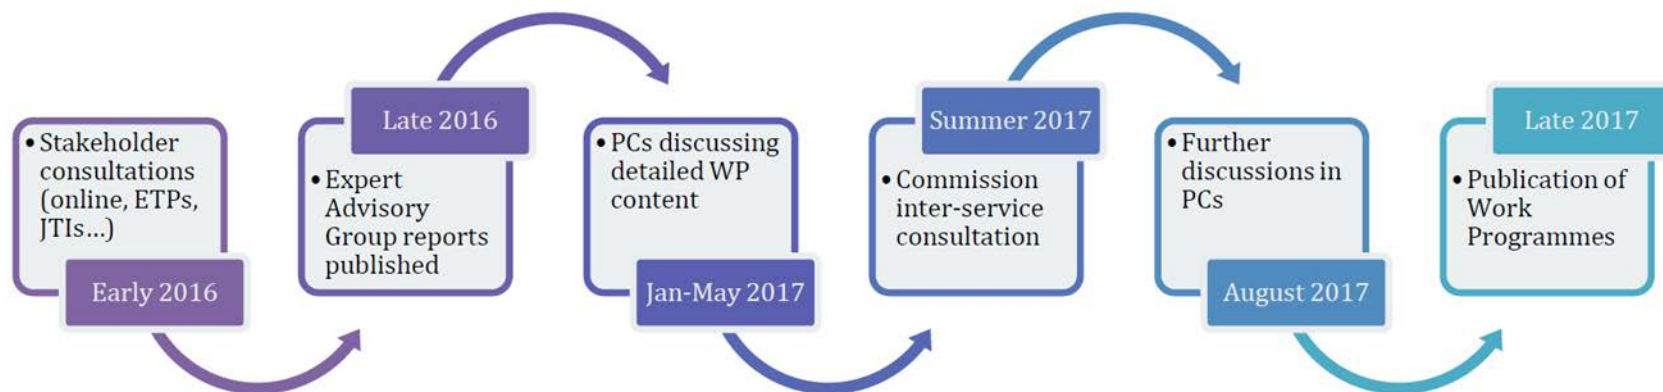 • Stakeholder
consultations
(online, ETPs,
JTIs...)
Early 2016
Late 2016
• Expert
Advisory
Group reports
published
• PCs discussing
detailed WP
content
Jan-May 2017
Summer 2017
• Commission
inter-service
consultation
• Further
discussions in
PCs
August 2017
Late 2017
• Publication of
Work
Programmes